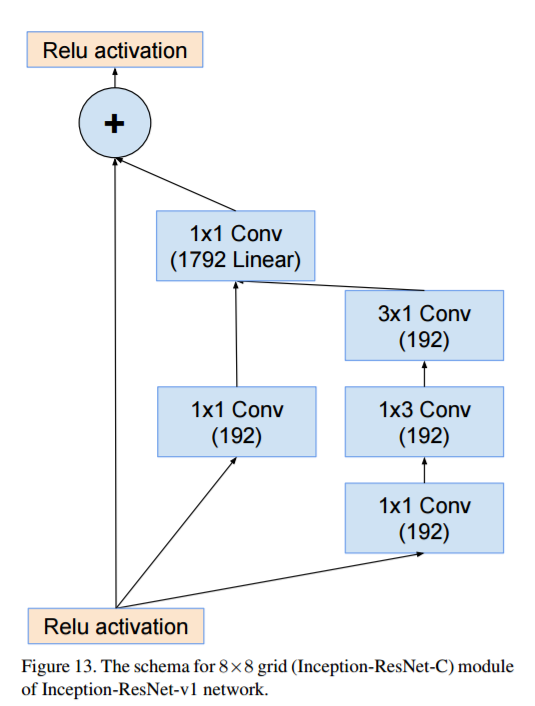 Relu activation
+
1x1 Conv
(1792 Linear)
3x1 Conv
(192)
1x1 Conv
(192)
1x3 Conv
(192)
1x1 Conv
(192)
Relu activation
Figure 13. The schema for 8×8 grid (Inception-ResNet-C) module
of Inception-ResNet-v1 network.